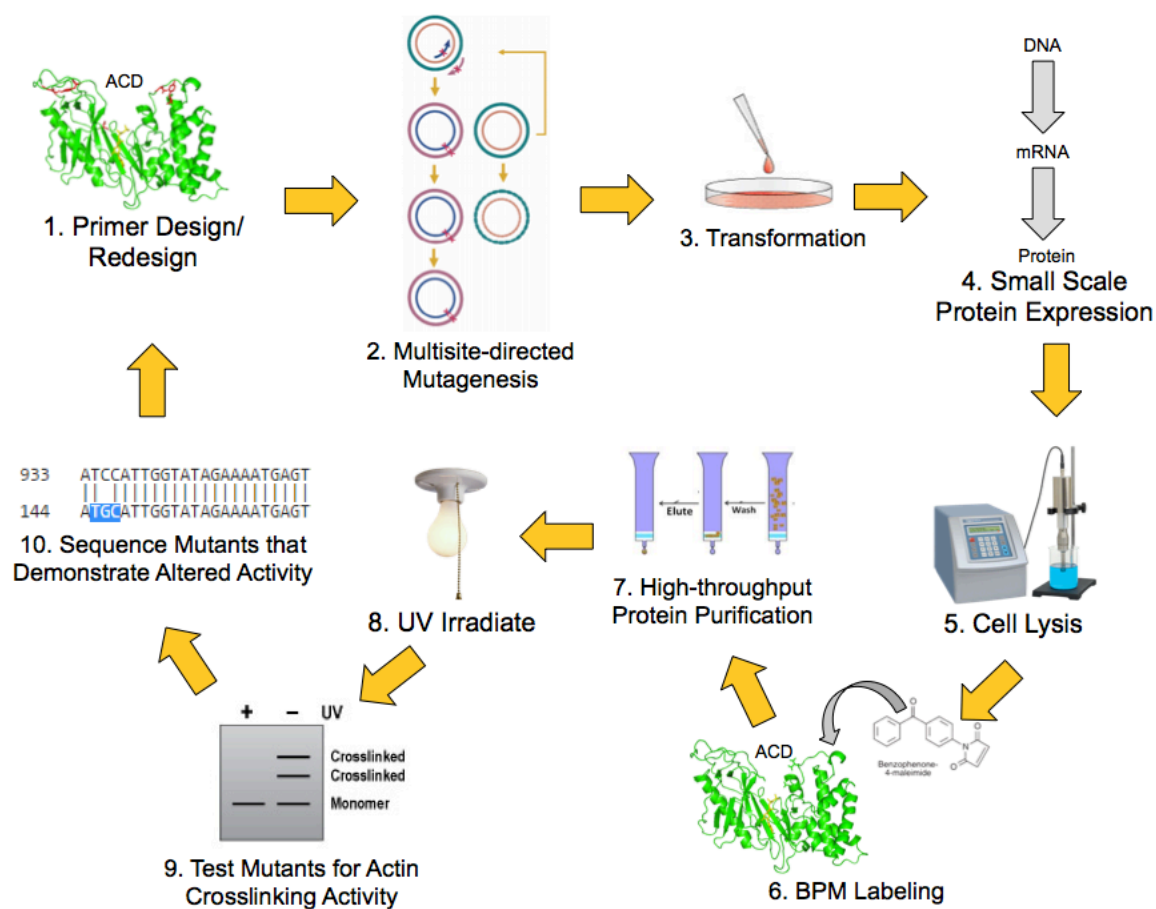 ACD
1. Primer Design/
Redesign
2. Multisite-directed
Mutagenesis
3. Transformation
DNA
mRNA
Protein
4. Small Scale
Protein Expression
5. Cell Lysis
Benzophenone-
4-maleimide
O
N
O
O
ACD
6. BPM Labeling
Elute
Wash
7. High-throughput
Protein Purification
8. UV Irradiate
+ − UV
Crosslinked
Crosslinked
Monomer
9. Test Mutants for Actin
Crosslinking Activity
933 ATCCATTGGTATAGAAAATGAGT
144 ATGCATTGGTATAGAAAATGAGT
10. Sequence Mutants that
Demonstrate Altered Activity